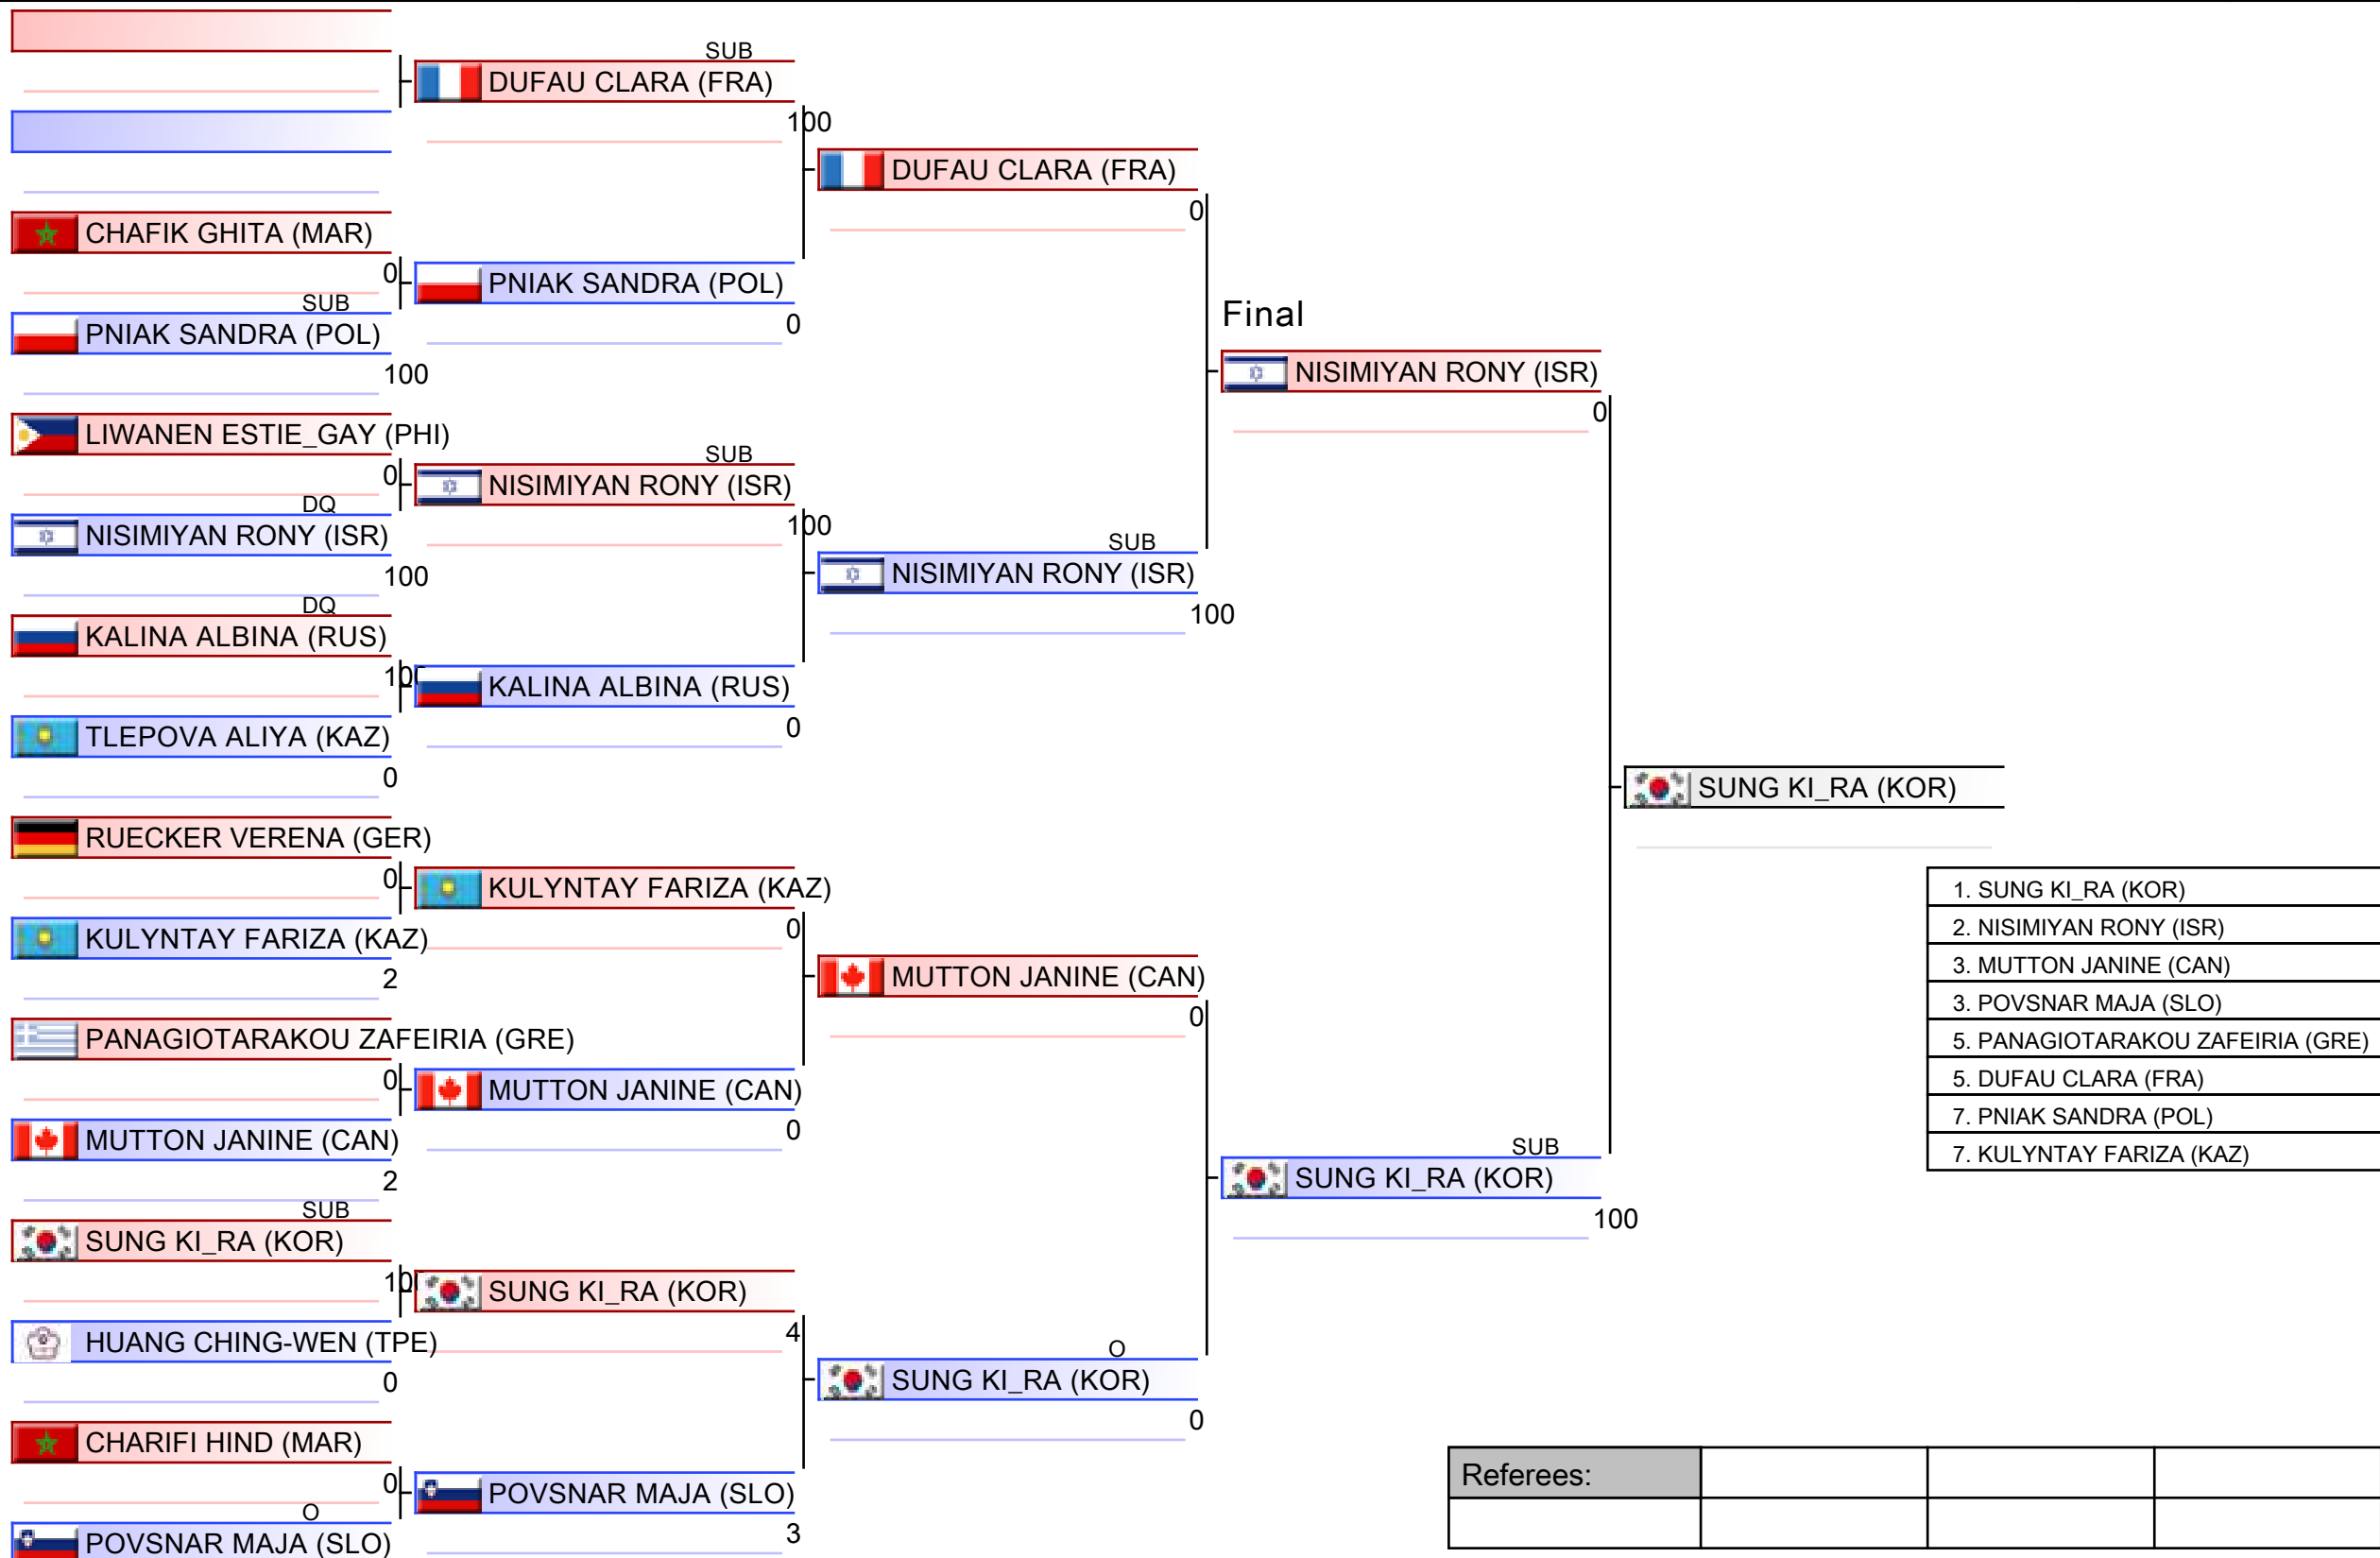 SUB
DUFAU CLARA (FRA)
100
DUFAU CLARA (FRA)
0
CHAFIK GHITA (MAR)
0
PNIAK SANDRA (POL)
0
SUB
PNIAK SANDRA (POL)
100
Final
NISIMIYAN RONY (ISR)
0
LIWANEN ESTIE_GAY (PHI)
0
SUB
NISIMIYAN RONY (ISR)
100
DQ
NISIMIYAN RONY (ISR)
100
SUB
NISIMIYAN RONY (ISR)
100
DQ
KALINA ALBINA (RUS)
100
KALINA ALBINA (RUS)
0
TLEPOVA ALIYA (KAZ)
0
SUNG KI_RA (KOR)
RUECKER VERENA (GER)
0
KULYNTAY FARIZA (KAZ)
0
KULYNTAY FARIZA (KAZ)
2
MUTTON JANINE (CAN)
0
PANAGIOTARAKOU ZAFEIRIA (GRE)
0
MUTTON JANINE (CAN)
0
MUTTON JANINE (CAN)
2
1. SUNG KI_RA (KOR)
2. NISIMIYAN RONY (ISR)
3. MUTTON JANINE (CAN)
3. POVSNAR MAJA (SLO)
5. PANAGIOTARAKOU ZAFEIRIA (GRE)
5. DUFAU CLARA (FRA)
7. PNIAK SANDRA (POL)
7. KULYNTAY FARIZA (KAZ)
SUB
SUNG KI_RA (KOR)
100
SUB
SUNG KI_RA (KOR)
10
SUNG KI_RA (KOR)
4
HUANG CHING-WEN (TPE)
0
O
SUNG KI_RA (KOR)
0
CHARIFI HIND (MAR)
0
POVSNAR MAJA (SLO)
3
O
POVSNAR MAJA (SLO)
Referees: